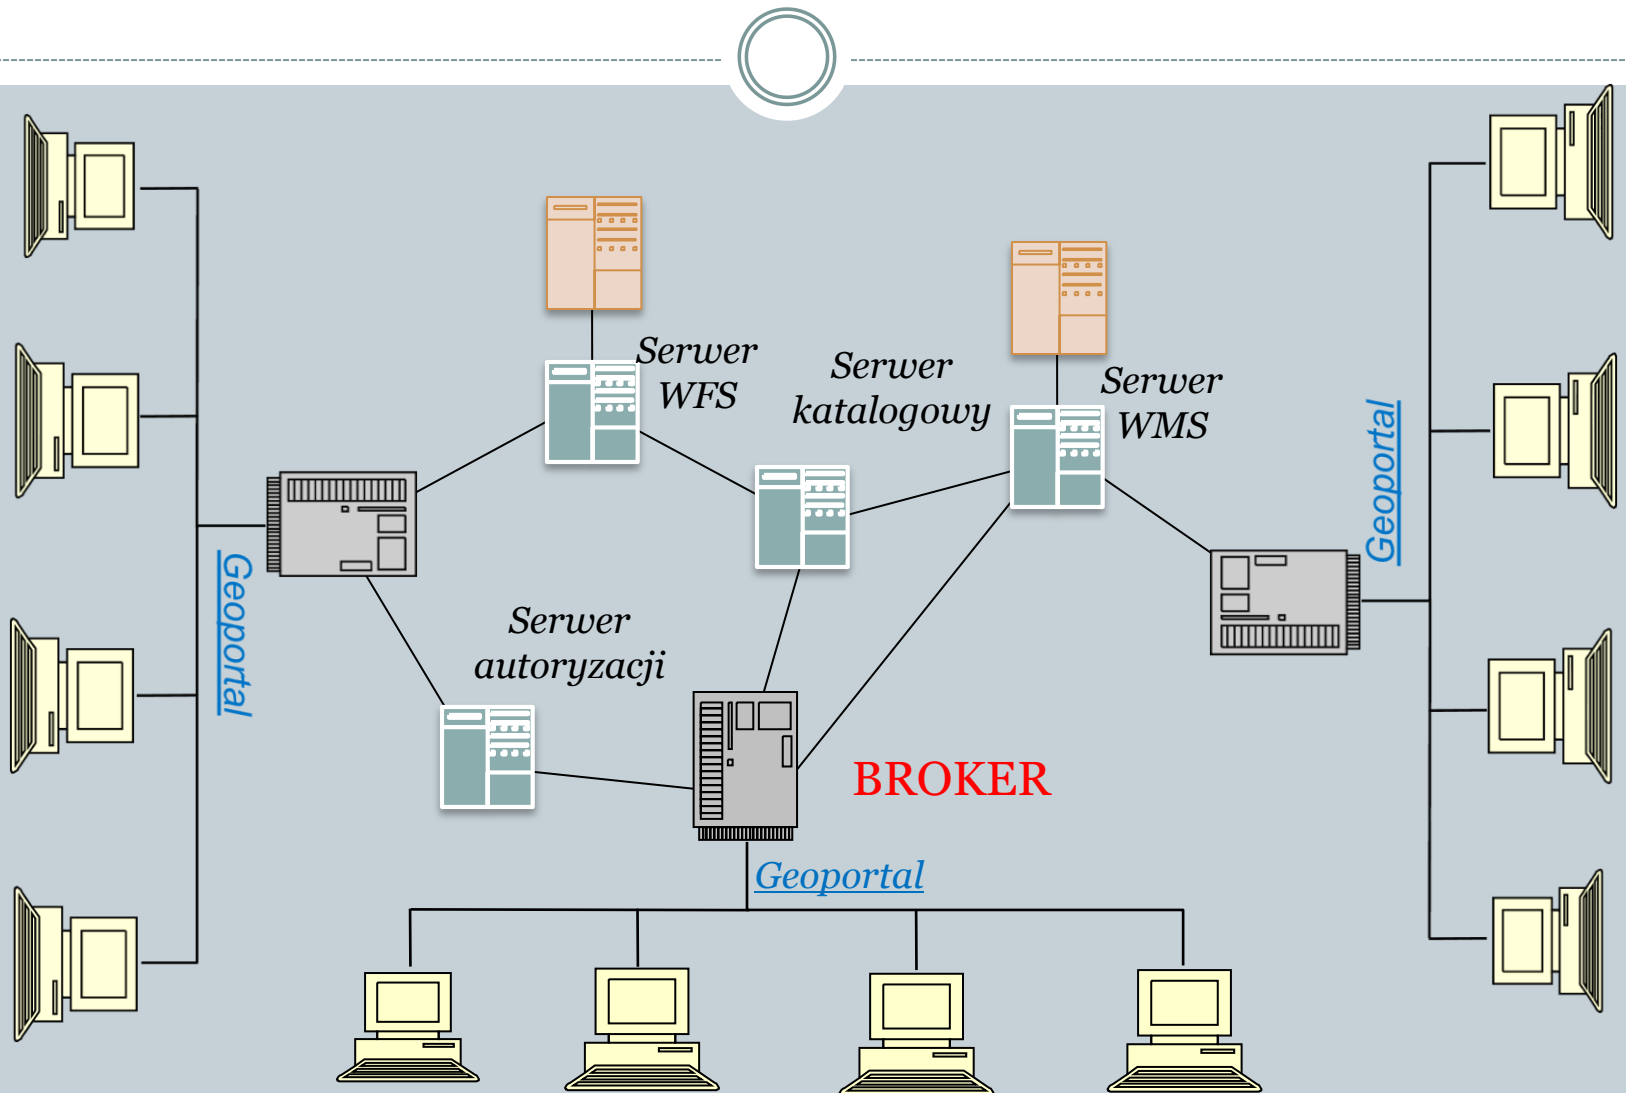 Serwer
WFS
Serwer
katalogowy
Serwer
WMS
Geoportal
Geoportal
Serwer
autoryzacji
BROKER
Geoportal